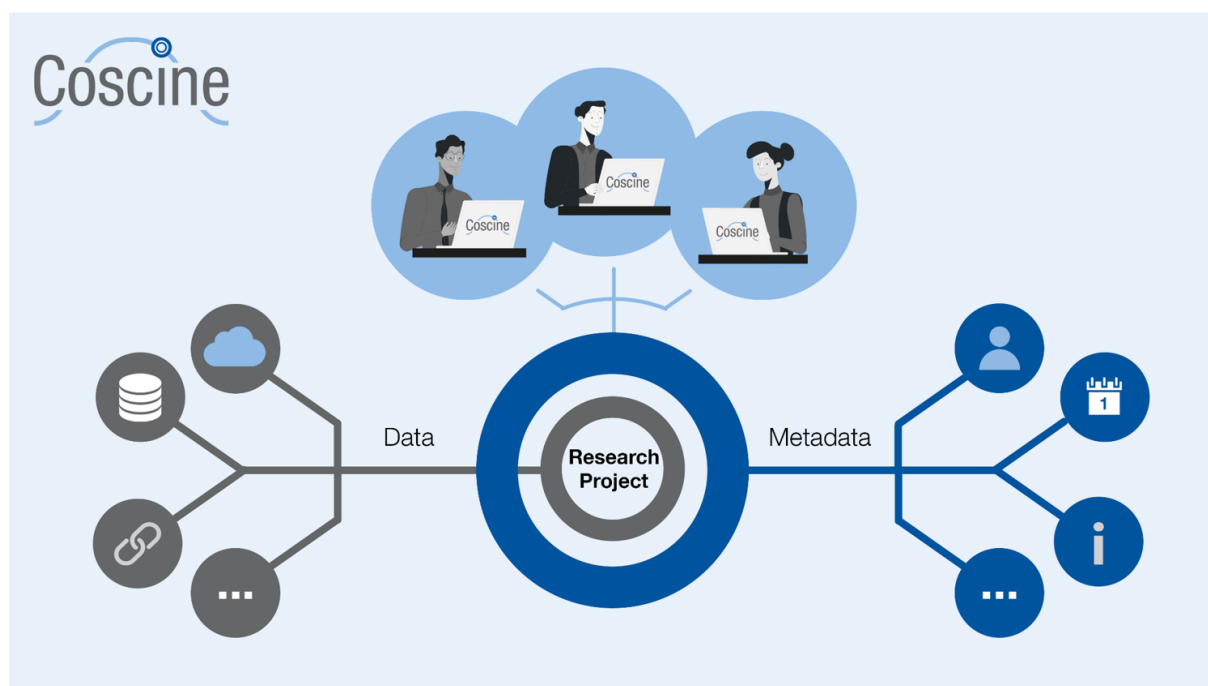 Coscine
Coscine
Coscine
Coscine
Data
Metadata
1
Research
Project
i
...
...